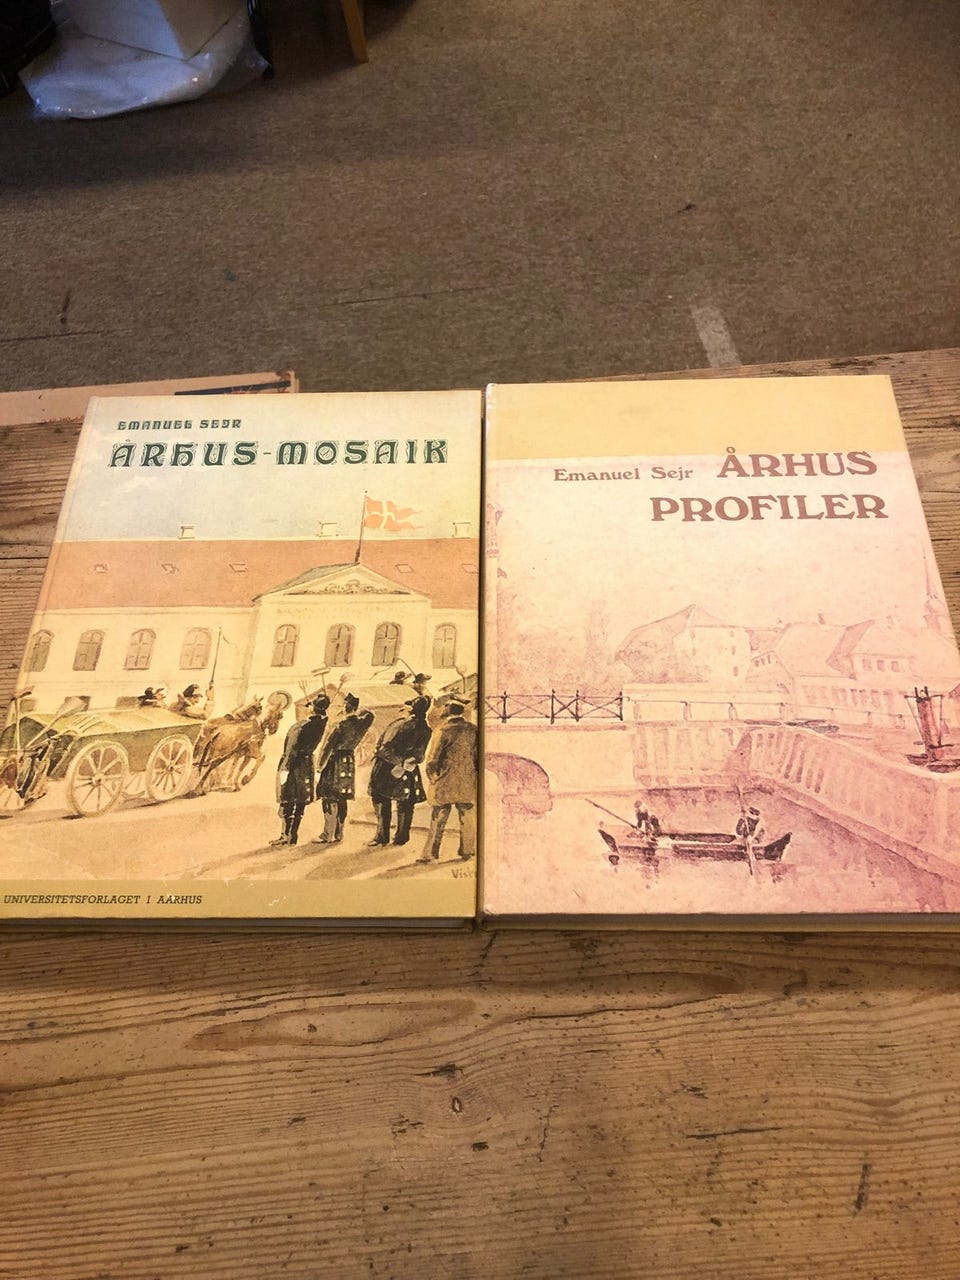 EMANUEL SEJR
ÅRHUS-MOSAIK
UNIVERSITETSFORLAGET I AARHUS
Emanuel Sejr ÅRHUS
PROFILER